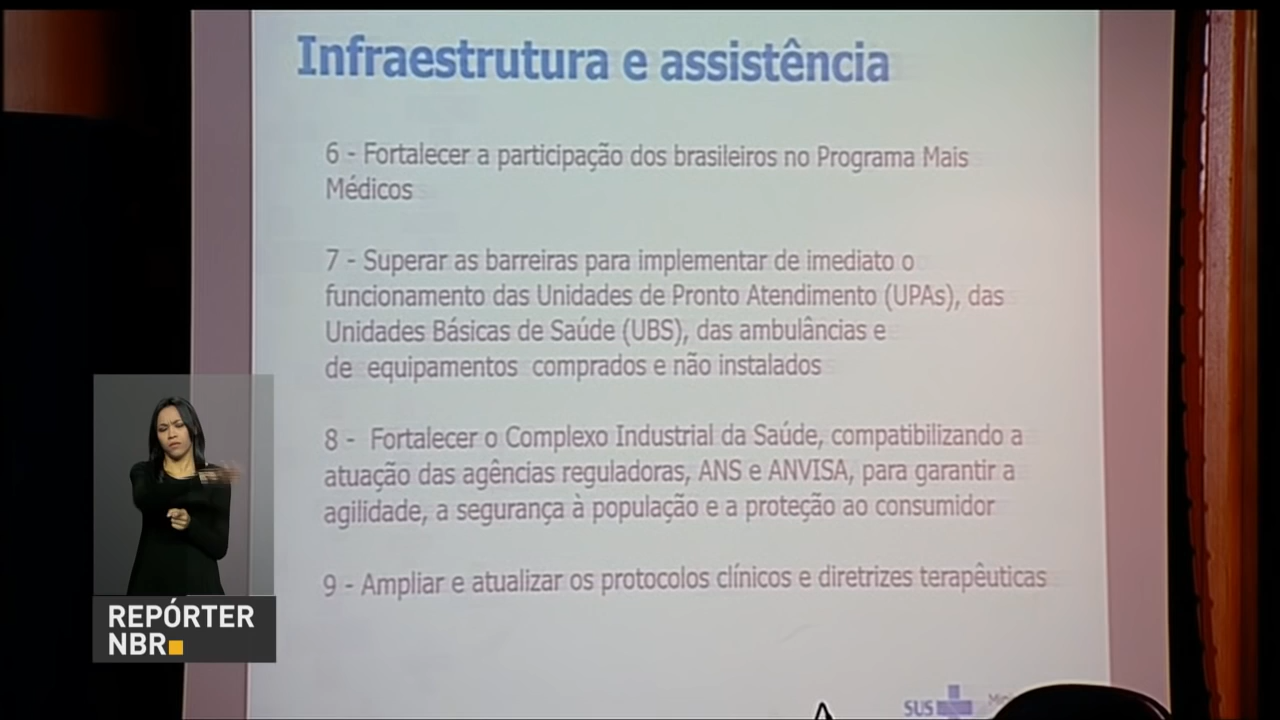 Infraestrutura e assistência
6 - Fortalecer a participação dos brasileiros no Programa Mais
Médicos
7 - Superar as barreiras para implementar de imediato o
funcionamento das Unidades de Pronto Atendimento (UPAs), das
Unidades Básicas de Saúde (UBS), das ambulâncias e
de equipamentos comprados e não instalados
8 - Fortalecer o Complexo Industrial da Saúde, compatibilizando a
atuação das agências reguladoras, ANS e ANVISA, para garantir a
agilidade, a segurança à população e a proteção ao consumidor
9 - Ampliar e atualizar os protocolos clínicos e diretrizes terapêuticas
REPÓRTER
NBR
SUS